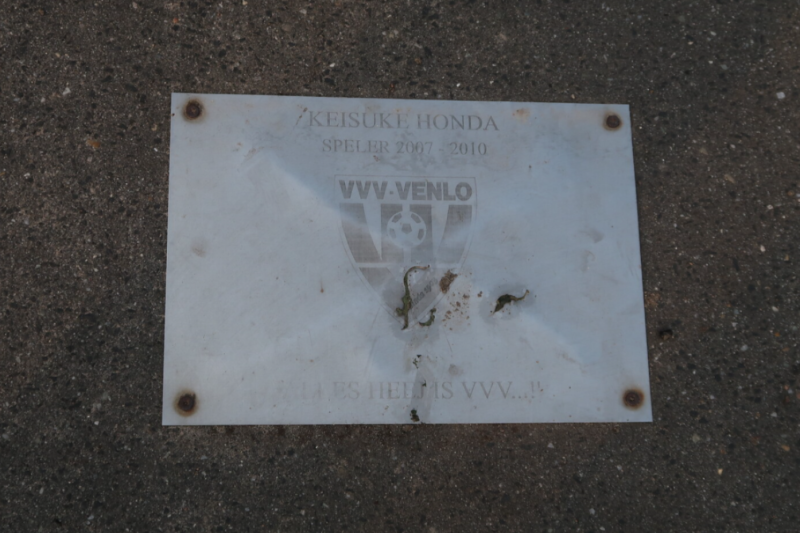 KEISUKE HONDA
SPELER 2007 - 2010
VVV-VENLO
IS VVV...!"